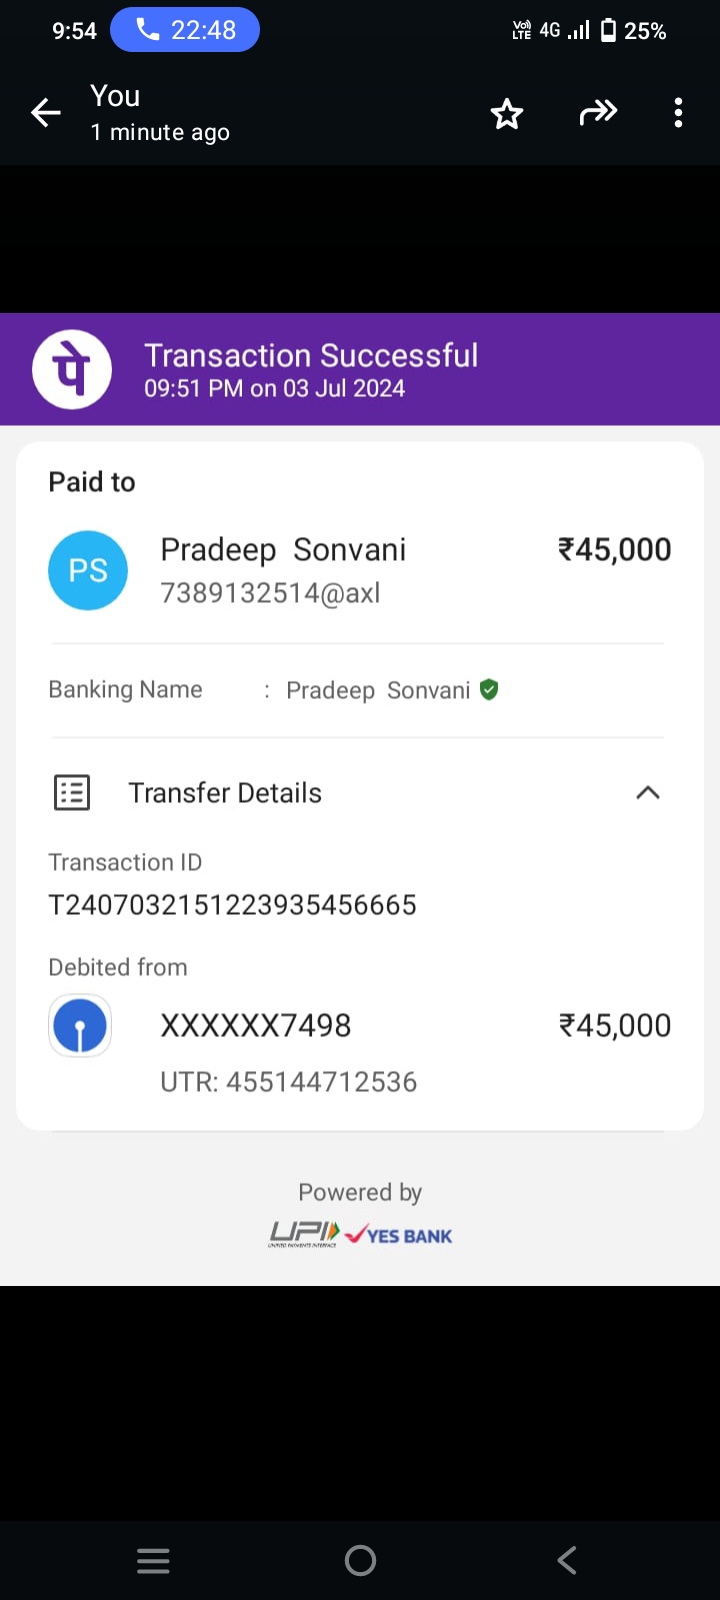 9:54 22:48 Vo) LTE 4G 25%
You
1 minute ago
पे
Transaction Successful
09:51 PM on 03 Jul 2024
Paid to
PS Pradeep Sonvani ₹45,000
7389132514@axl
Banking Name : Pradeep Sonvani
Transfer Details
Transaction ID
T2407032151223935456665
Debited from
XXXXXX7498 ₹45,000
UTR: 455144712536
Powered by
UPI YES BANK
UNIFIED PAYMENTS INTERFACE